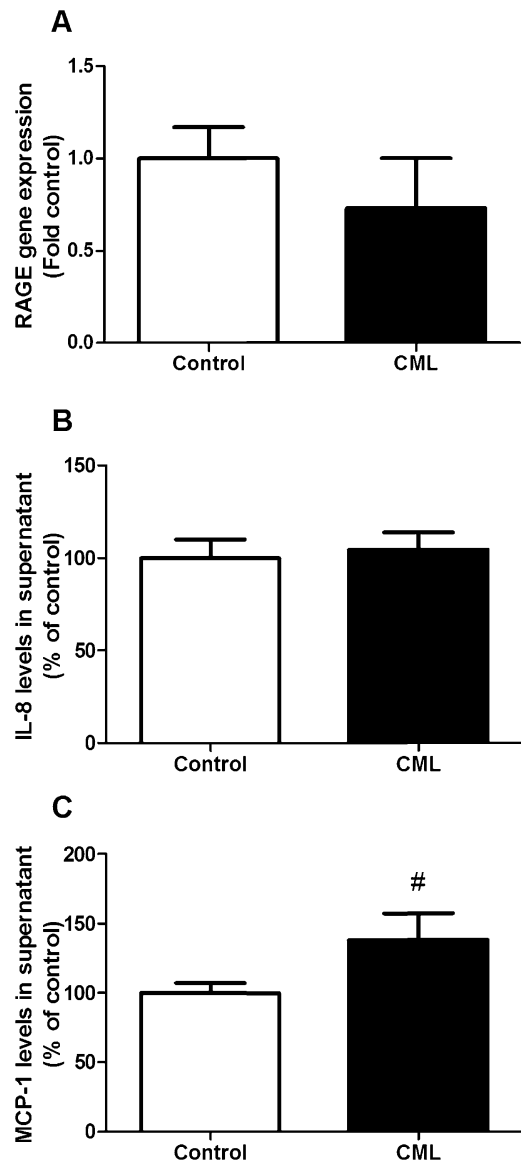 A
RAGE gene expression
(Fold control)
1.5
1.0
0.5
0.0
Control CML
B
IL-8 levels in supernatant
(% of control)
150
100
50
0
Control CML
C
MCP-1 levels in supernatant
(% of control)
200
150
100
50
0
#
Control CML